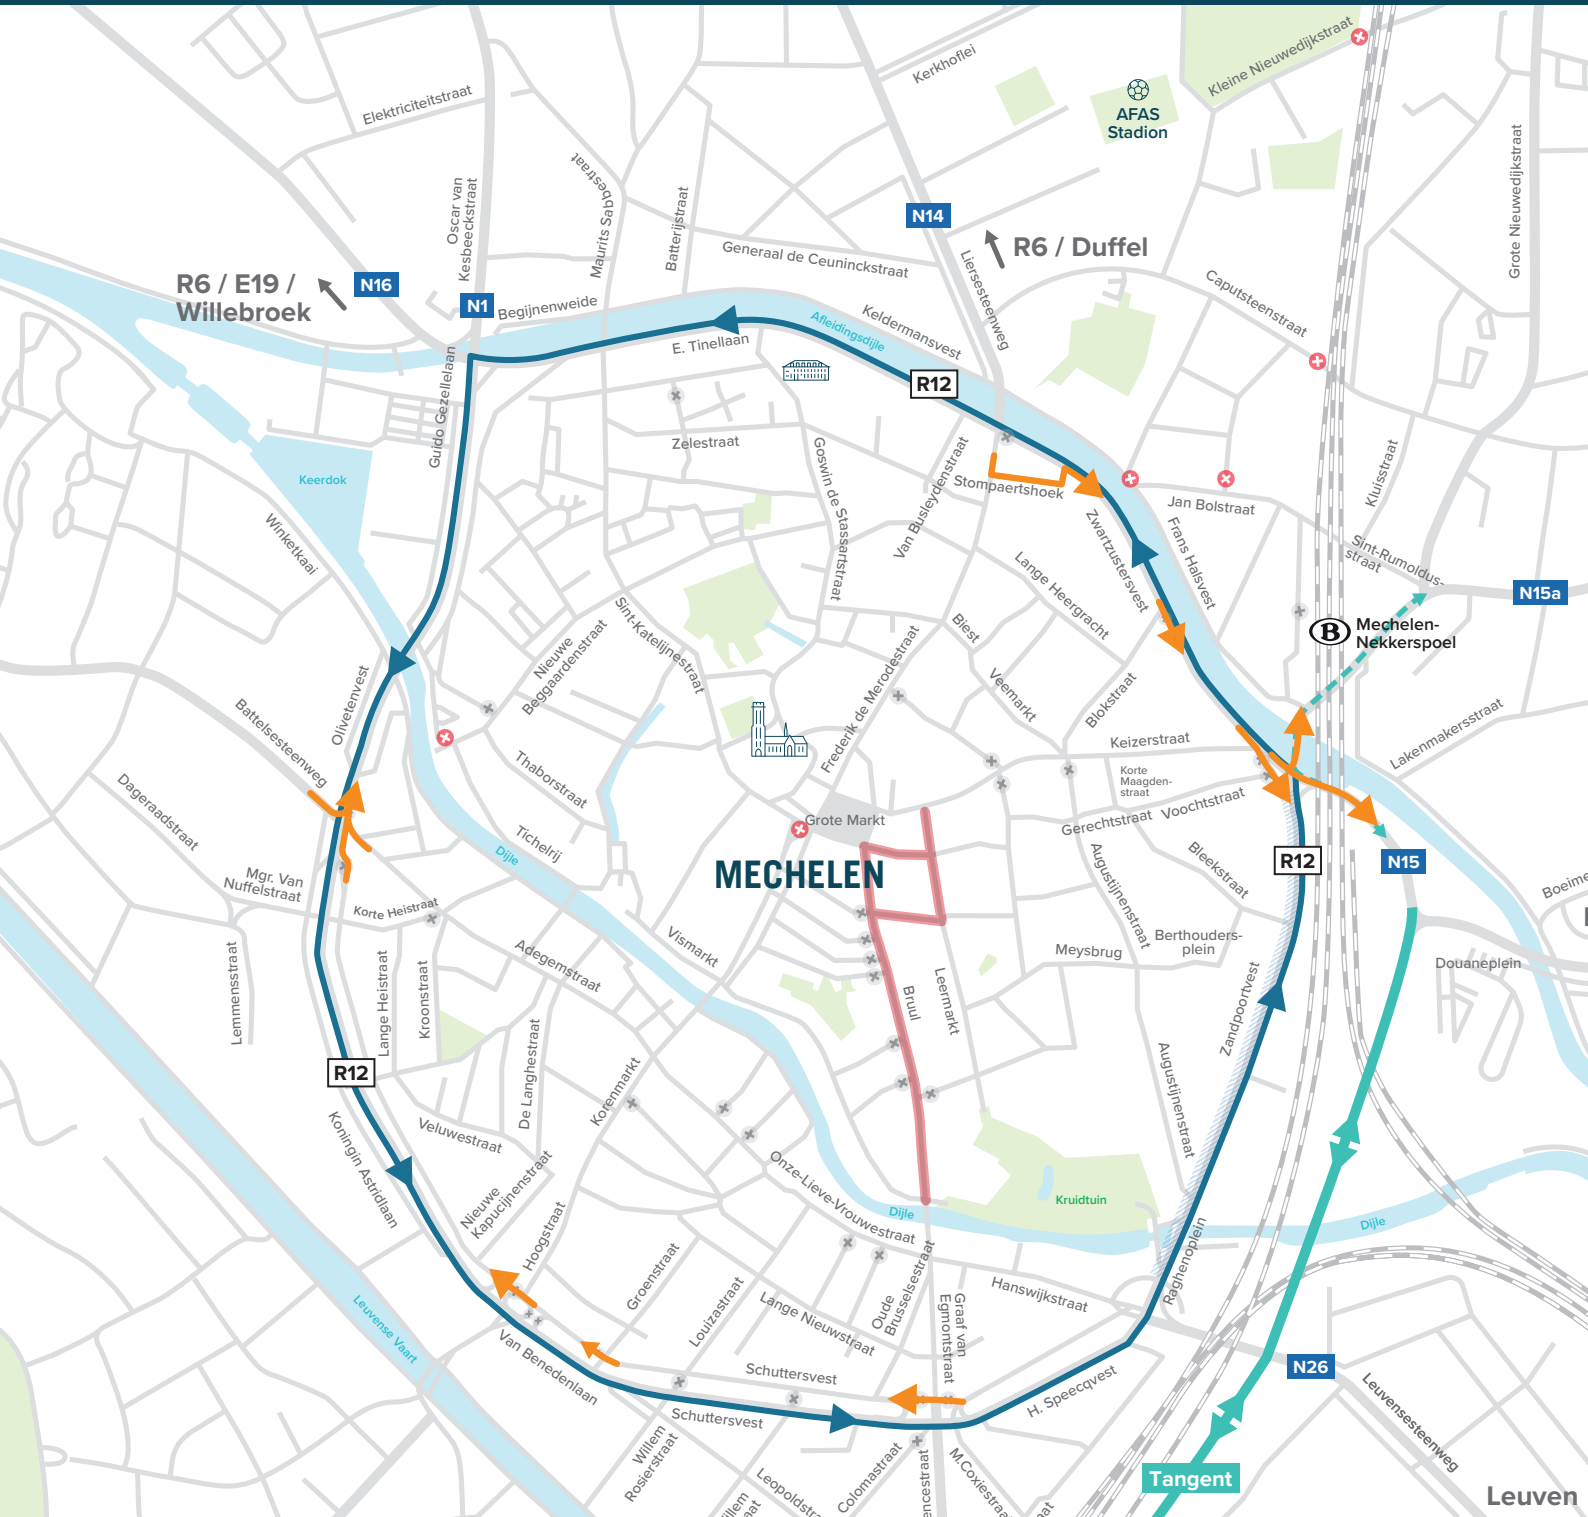 Kerkhoflei
Kleine Nieuwedijkstraat
Elektriciteitstraat
AFAS
Stadion
Grote Nieuwedijkstraat
Oscar van
Kesbeeckstraat
Maurits Sabbestraat
Batterijstraat
N14
R6 / Duffel
Generaal de Ceuninckstraat
Liersesteenweg
Caputsteenstraat
R6 / E19 /
Willebroek
N16
N1
Begijnenweide
Afleidingsdijle
Keldermansvest
E. Tinellaan
R12
Guido Gezellelaan
Zelestraat
Goswin de Stassartstraat
Van Busleydenstraat
Stompaertshoek
Keerdok
Winketkaai
Jan Bolstraat
Kluisstraat
Zwartzustersvest
Frans Halsvest
Sint-Rumoldus-
straat
N15a
B
Mechelen-
Nekkerspoel
Lange Heergracht
Sint-Katelijnestraat
Nieuwe
Beggaardenstraat
Biest
Frederik de Merodestraat
Veemarkt
Blokstraat
Olivetenvest
Battelsesteenweg
Lakenmakersstraat
Keizerstraat
Korte
Maagden-
straat
Thaborstraat
Dageraadstraat
Grote Markt
Gerechtstraat
Voochtstraat
Tichelrij
Dijle
MECHELEN
R12
N15
Mgr. Van
Nuffelstraat
Korte Heistraat
Augustijnenstraat
Bleekstraat
Vismarkt
Adegemstraat
Meysbrug
Berthouders-
plein
Douaneplein
Lemmensstraat
Lange Heistraat
Kroonstraat
Bruul
Leermarkt
Zandpoortvest
R12
De Langhestraat
Korenmarkt
Augustijnenstraat
Koningin Astridlaan
Veluwestraat
Nieuwe
Kapucijnenstraat
Hoogstraat
Onze-Lieve-Vrouwestraat
Kruidtuin
Dijle
Dijle
Raghenoplein
Groenstraat
Louizastraat
Lange Nieuwstraat
Oude
Brusselsestraat
Graaf van
Egmontstraat
Hanswijkstraat
Leuvense Vaart
Van Benedenlaan
Schuttersvest
Schuttersvest
H. Speecqvest
N26
Leuvensesteenweg
Willem
Rosierstraat
Colomastraat
M.Coxiestraa
Tangent
Leuven